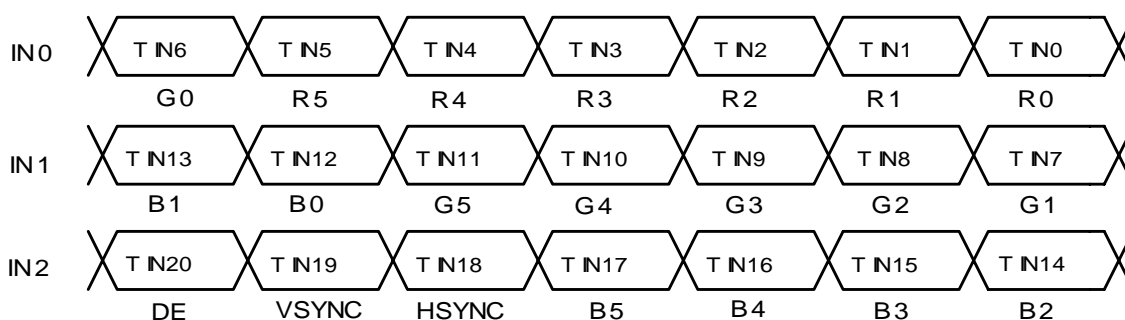 IN0 TIN6 TIN5 TIN4 TIN3 TIN2 TIN1 TIN0
G0 R5 R4 R3 R2 R1 R0
IN1 TIN13 TIN12 TIN11 TIN10 TIN9 TIN8 TIN7
B1 B0 G5 G4 G3 G2 G1
IN2 TIN20 TIN19 TIN18 TIN17 TIN16 TIN15 TIN14
DE VSYNC HSYNC B5 B4 B3 B2